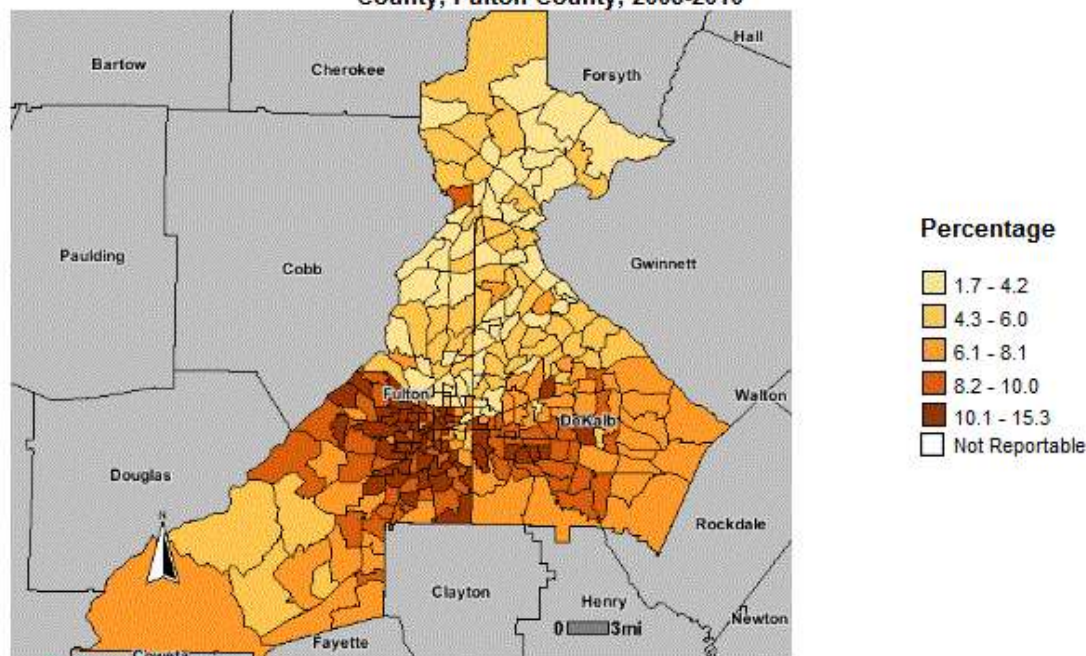 County, Fulton County, 2006-2010
Hall
Bartow
Cherokee
Forsyth
Paulding
Cobb
Gwinnett
Fulton
DeKalb
Walton
Douglas
Rockdale
N
Clayton
Henry
Newton
0 3mi
Fayette
Coweta
Percentage
1.7 - 4.2
4.3 - 6.0
6.1 - 8.1
8.2 - 10.0
10.1 - 15.3
Not Reportable